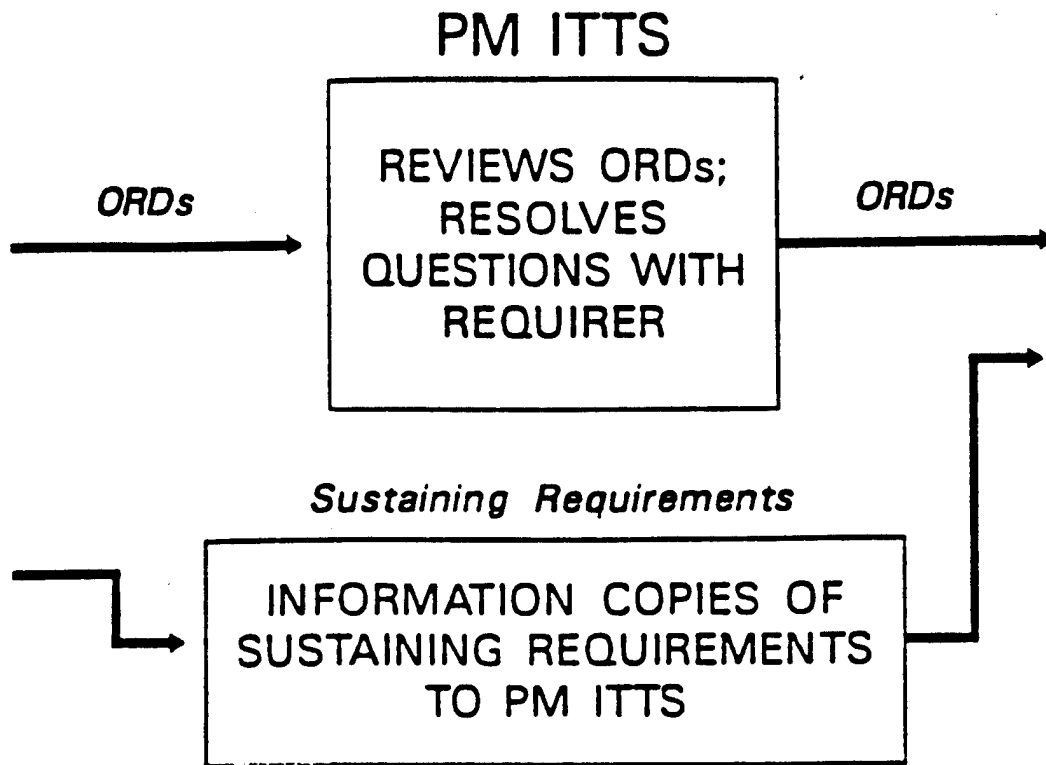 PM ITTS
REVIEWS ORDs;
ORDs
RESOLVES
ORDs
QUESTIONS WITH
REQUIRER
Sustaining Requirements
INFORMATION COPIES OF
SUSTAINING REQUIREMENTS
TO PM ITTS